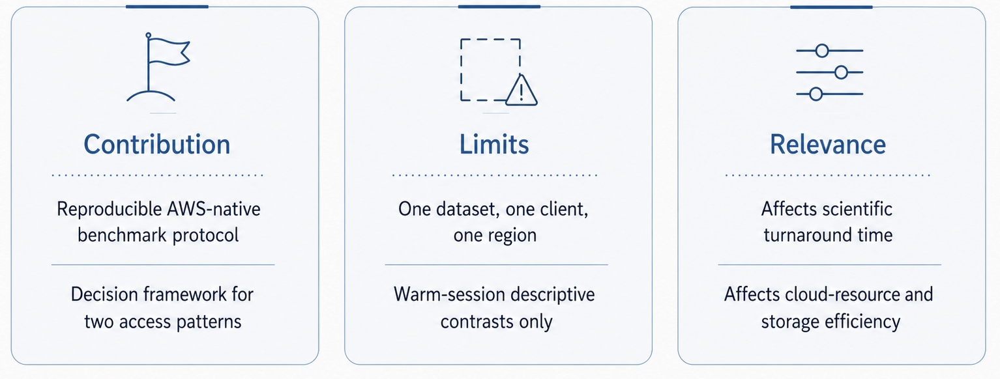 Contribution
Reproducible AWS-native
benchmark protocol
Decision framework for
two access patterns
Limits
One dataset, one client,
one region
Warm-session descriptive
contrasts only
Relevance
Affects scientific
turnaround time
Affects cloud-resource and
storage efficiency